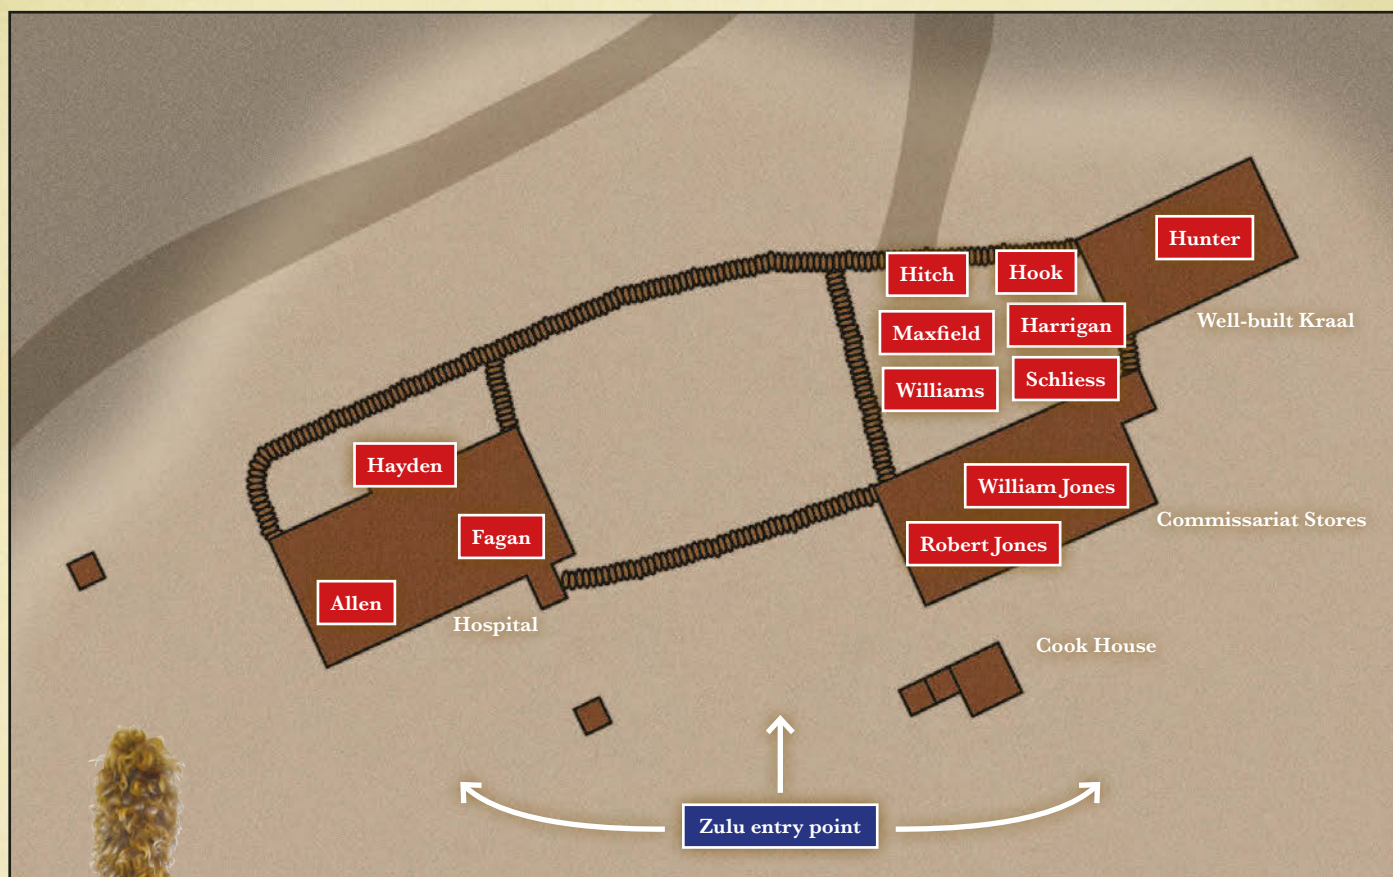 Hunter
Hitch
Hook
Well-built Kraal
Maxfield
Harrigan
Williams
Schliess
Hayden
William Jones
Commissariat Stores
Fagan
Robert Jones
Allen
Hospital
Cook House
Zulu entry point